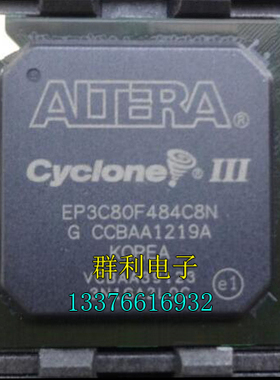 ALTERA®
Cyclone® III
EP3C80F484C8N
G CCBAA1219A
KOREA
群利电子
e1
13376616932